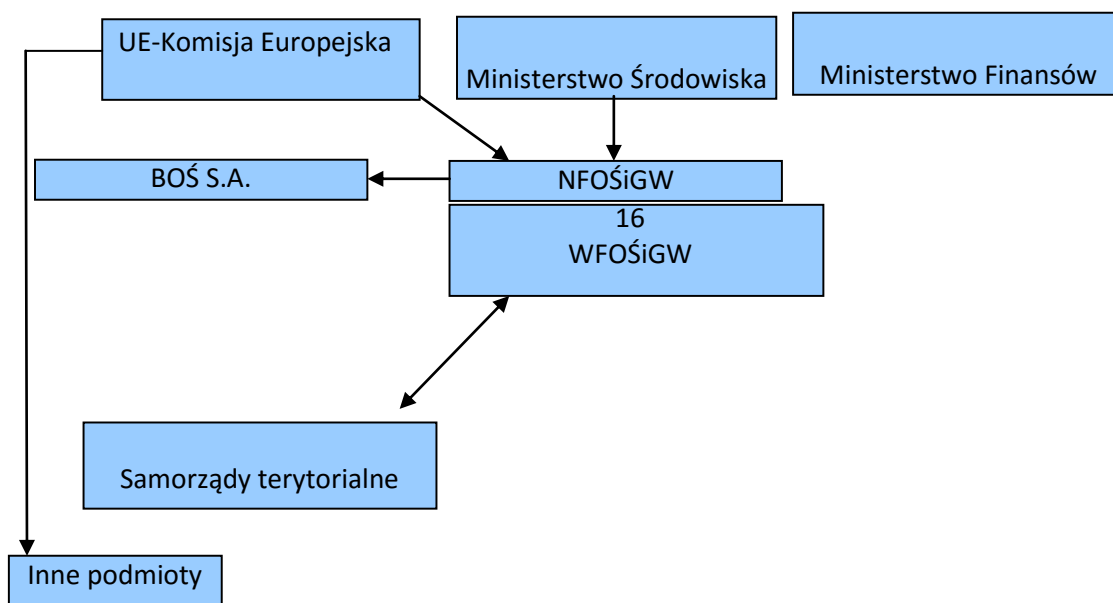 UE-Komisja Europejska
Ministerstwo Środowiska
Ministerstwo Finansów
BOŚ S.A.
NFOŚiGW
16
WFOŚiGW
Samorządy terytorialne
Inne podmioty